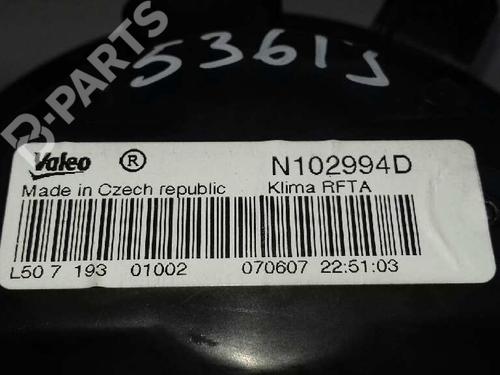 5361J
B-PARTS
Valeo ® N102994D
Made in Czech republic Klima RFTA
L50 7 193 01002 070607 22:51:03